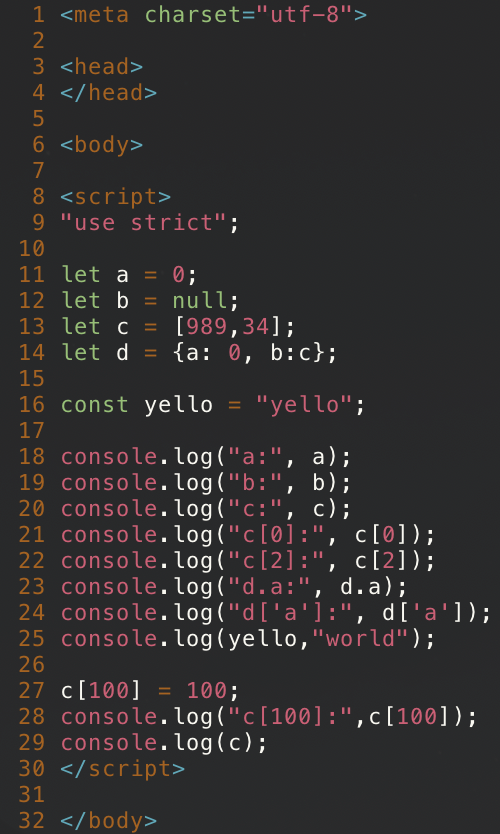 1 <meta charset="utf-8">
2
3 <head>
4 </head>
5
6 <body>
7
8 <script>
9 "use strict";
10
11 let a = 0;
12 let b = null;
13 let c = [989,34];
14 let d = {a: 0, b:c};
15
16 const yello = "yello";
17
18 console.log("a:", a);
19 console.log("b:", b);
20 console.log("c:", c);
21 console.log("c[0]:", c[0]);
22 console.log("c[2]:", c[2]);
23 console.log("d.a:", d.a);
24 console.log("d['a']:", d['a']);
25 console.log(yello,"world");
26
27 c[100] = 100;
28 console.log("c[100]:",c[100]);
29 console.log(c);
30 </script>
31
32 </body>